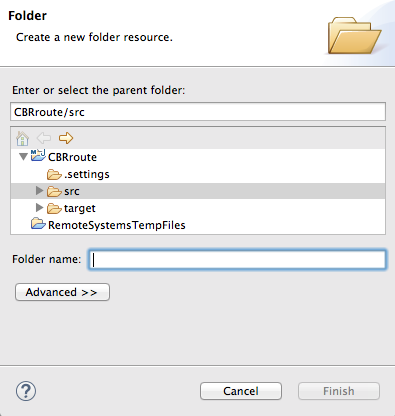 Folder
Create a new folder resource.
Enter or select the parent folder:
CBRroute/src
CBRroute
.settings
src
target
RemoteSystemsTempFiles
Folder name:
Advanced >>
?
Cancel
Finish